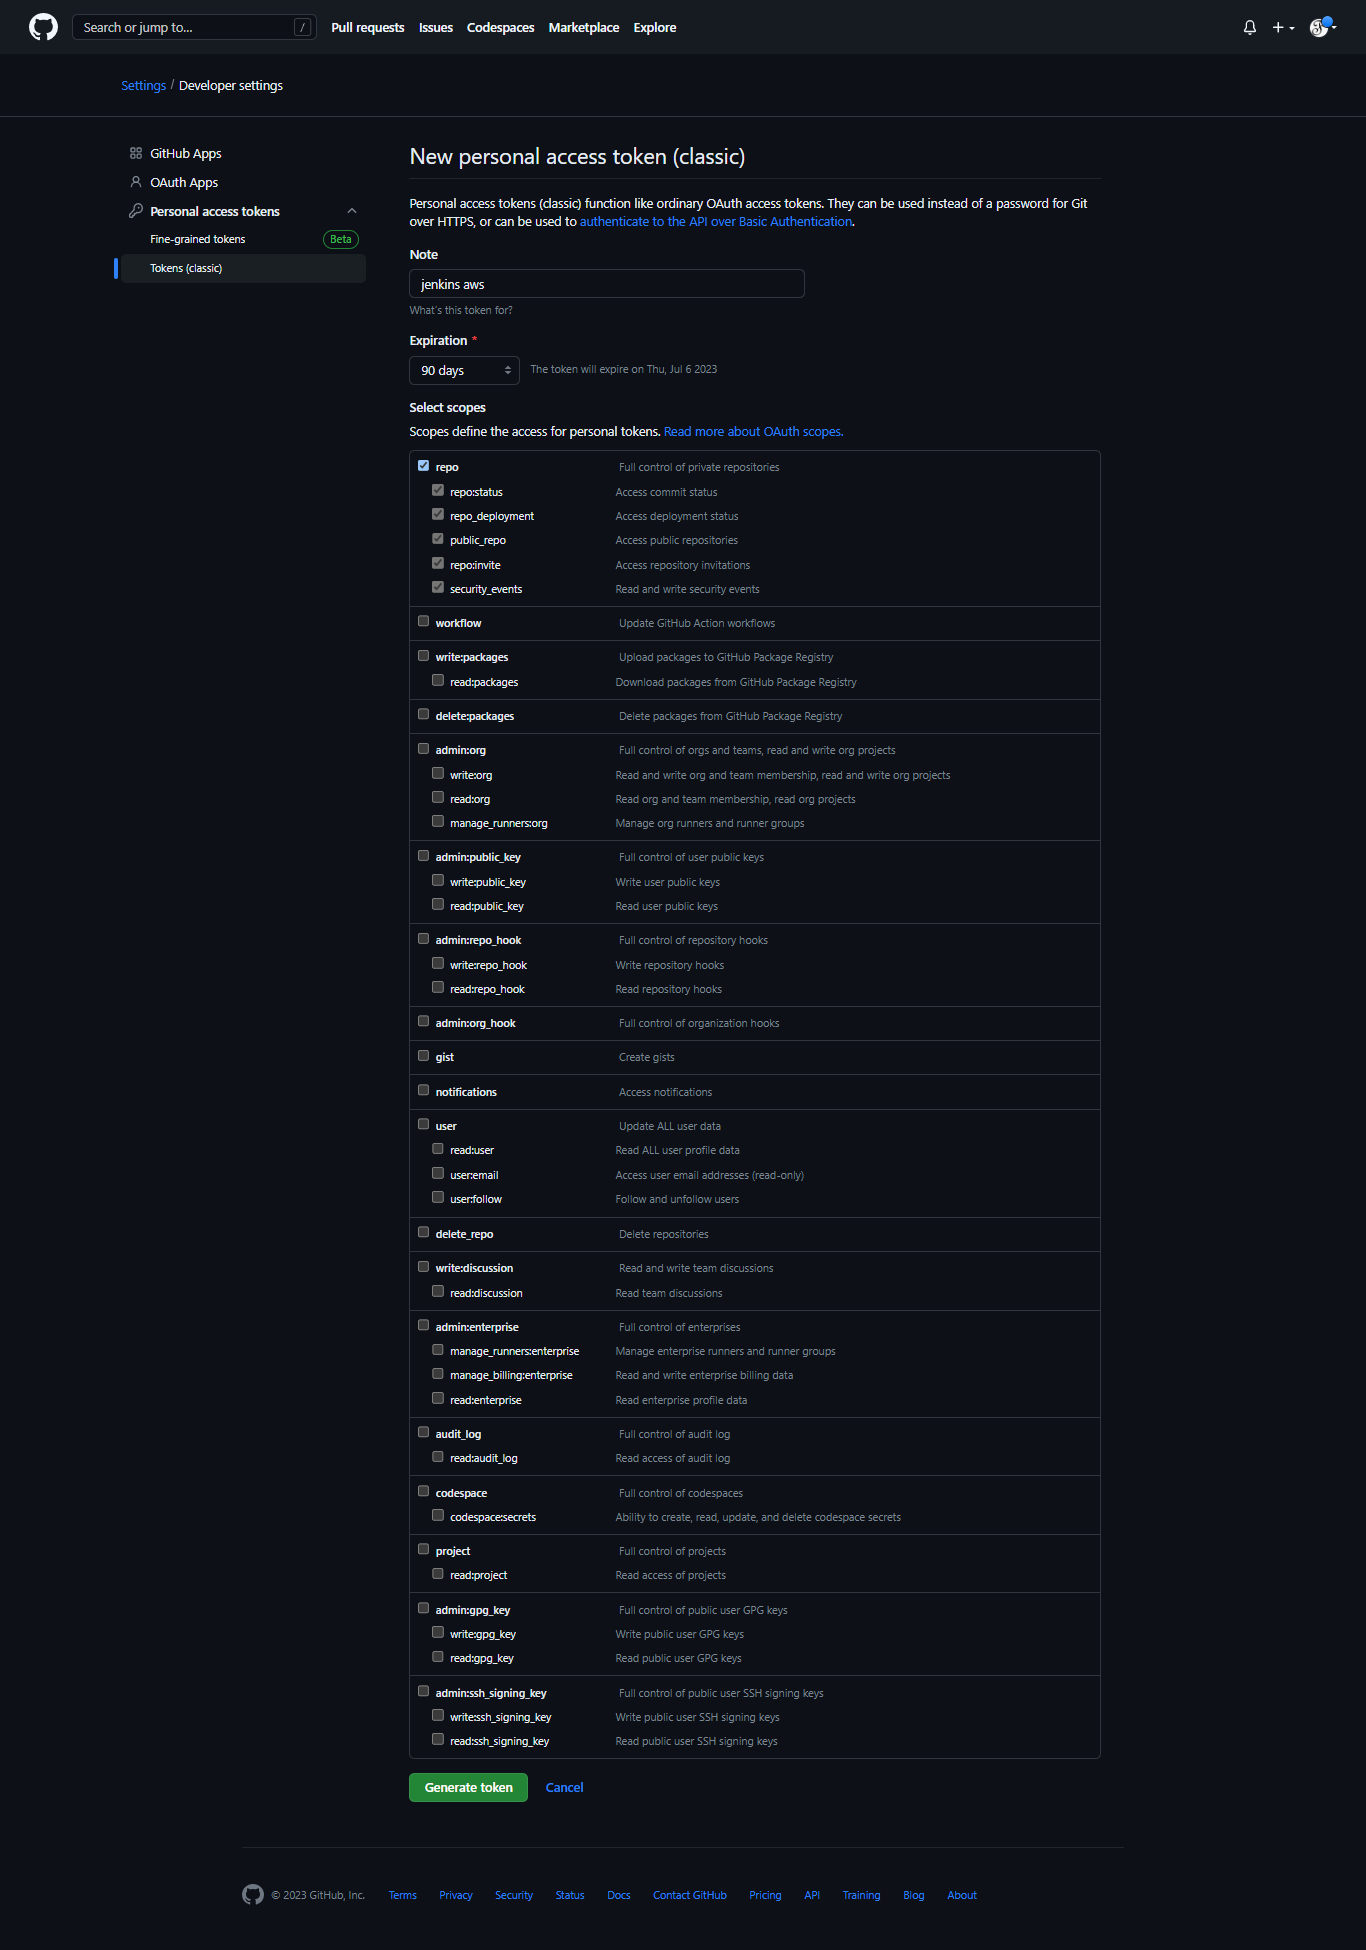 Search or jump to... /
Pull requests Issues Codespaces Marketplace Explore
Settings / Developer settings
GitHub Apps
OAuth Apps
Personal access tokens
Fine-grained tokens Beta
Tokens (classic)
New personal access token (classic)
Personal access tokens (classic) function like ordinary OAuth access tokens. They can be used instead of a password for Git
over HTTPS, or can be used to authenticate to the API over Basic Authentication.
Note
jenkins aws
What's this token for?
Expiration *
90 days The token will expire on Thu, Jul 6 2023
Select scopes
Scopes define the access for personal tokens. Read more about OAuth scopes.
repo Full control of private repositories
repo:status Access commit status
repo_deployment Access deployment status
public_repo Access public repositories
repo:invite Access repository invitations
security_events Read and write security events
workflow Update GitHub Action workflows
write:packages Upload packages to GitHub Package Registry
read:packages Download packages from GitHub Package Registry
delete:packages Delete packages from GitHub Package Registry
admin:org Full control of orgs and teams, read and write org projects
write:org Read and write org and team membership, read and write org projects
read:org Read org and team membership, read org projects
manage_runners:org Manage org runners and runner groups
admin:public_key Full control of user public keys
write:public_key Write user public keys
read:public_key Read user public keys
admin:repo_hook Full control of repository hooks
write:repo_hook Write repository hooks
read:repo_hook Read repository hooks
admin:org_hook Full control of organization hooks
gist Create gists
notifications Access notifications
user Update ALL user data
read:user Read ALL user profile data
user:email Access user email addresses (read-only)
user:follow Follow and unfollow users
delete_repo Delete repositories
write:discussion Read and write team discussions
read:discussion Read team discussions
admin:enterprise Full control of enterprises
manage_runners:enterprise Manage enterprise runners and runner groups
manage_billing:enterprise Read and write enterprise billing data
read:enterprise Read enterprise profile data
audit_log Full control of audit log
read:audit_log Read access of audit log
codespace Full control of codespaces
codespace:secrets Ability to create, read, update, and delete codespace secrets
project Full control of projects
read:project Read access of projects
admin:gpg_key Full control of public user GPG keys
write:gpg_key Write public user GPG keys
read:gpg_key Read public user GPG keys
admin:ssh_signing_key Full control of public user SSH signing keys
write:ssh_signing_key Write public user SSH signing keys
read:ssh_signing_key Read public user SSH signing keys
Generate token Cancel
© 2023 GitHub, Inc. Terms Privacy Security Status Docs Contact GitHub Pricing API Training Blog About